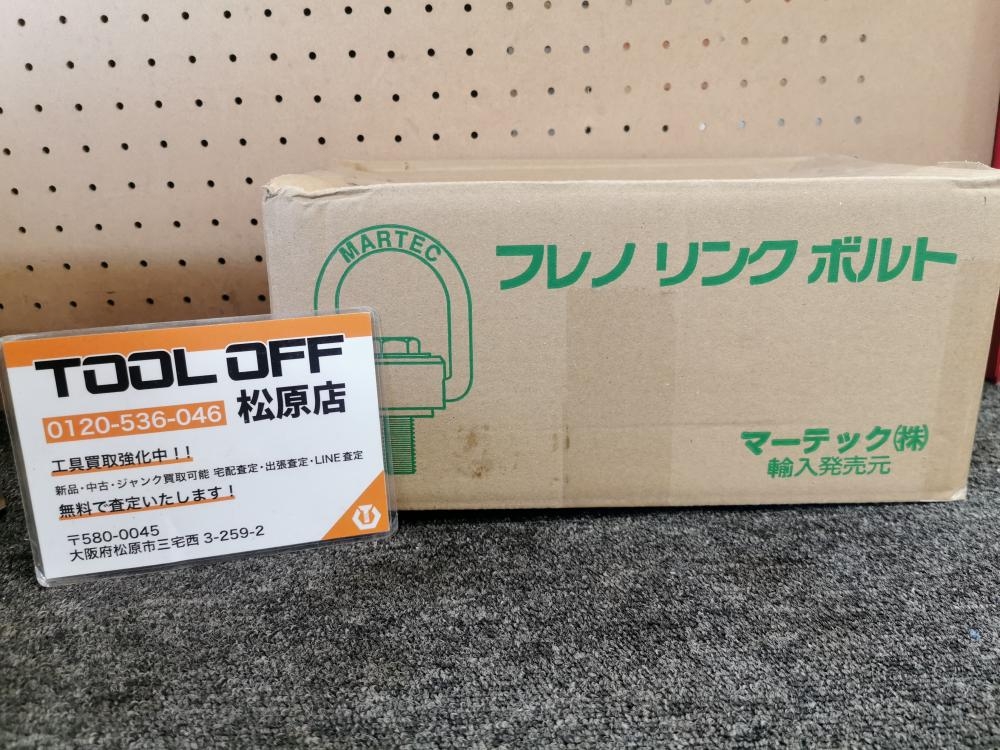 MARTEC
フレノ リンク ボルト
マーテック㈱
輸入発売元
TOOL OFF
0120-536-046 松原店
工具買取強化中！！
新品・中古・ジャンク買取可能 宅配査定・出張査定・LINE査定
無料で査定いたします！
〒580-0045
大阪府松原市三宅西 3-259-2